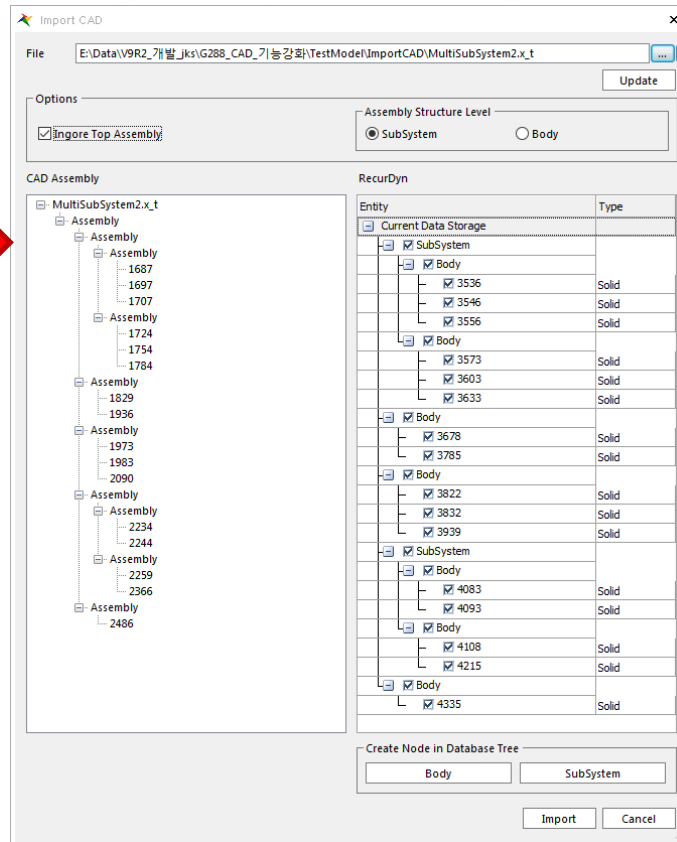 Import CAD
File E:\Data\V9R2_개발_jks\G288_CAD_기능강화\TestModel\ImportCAD\MultiSubSystem2.x_t ...
Update
Options
Ingore Top Assembly
Assembly Structure Level
SubSystem Body
CAD Assembly
MultiSubSystem2.x_t
Assembly
Assembly
Assembly
1687
1697
1707
Assembly
1724
1754
1784
Assembly
1829
1936
Assembly
1973
1983
2090
Assembly
Assembly
2234
2244
Assembly
2259
2366
Assembly
2486
RecurDyn
Entity Type
Current Data Storage
SubSystem
Body
3536 Solid
3546 Solid
3556 Solid
Body
3573 Solid
3603 Solid
3633 Solid
Body
3678 Solid
3785 Solid
Body
3822 Solid
3832 Solid
3939 Solid
SubSystem
Body
4083 Solid
4093 Solid
Body
4108 Solid
4215 Solid
Body
4335 Solid
Create Node in Database Tree
Body SubSystem
Import Cancel